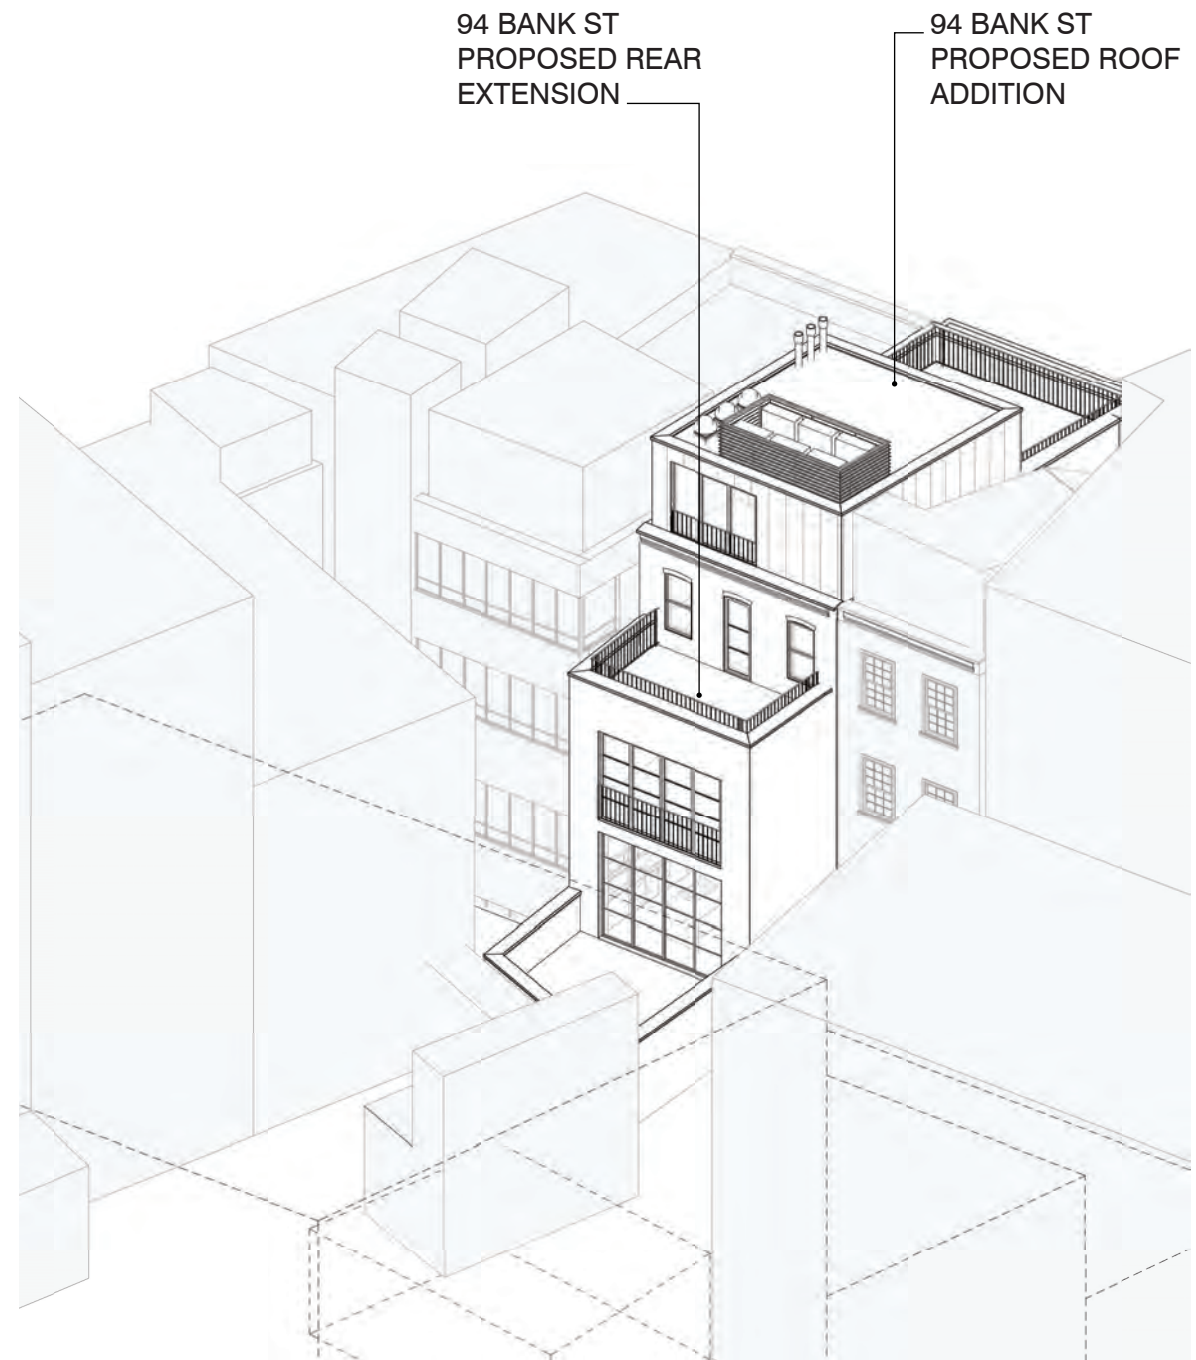 94 BANK ST
PROPOSED REAR
EXTENSION
94 BANK ST
PROPOSED ROOF
ADDITION